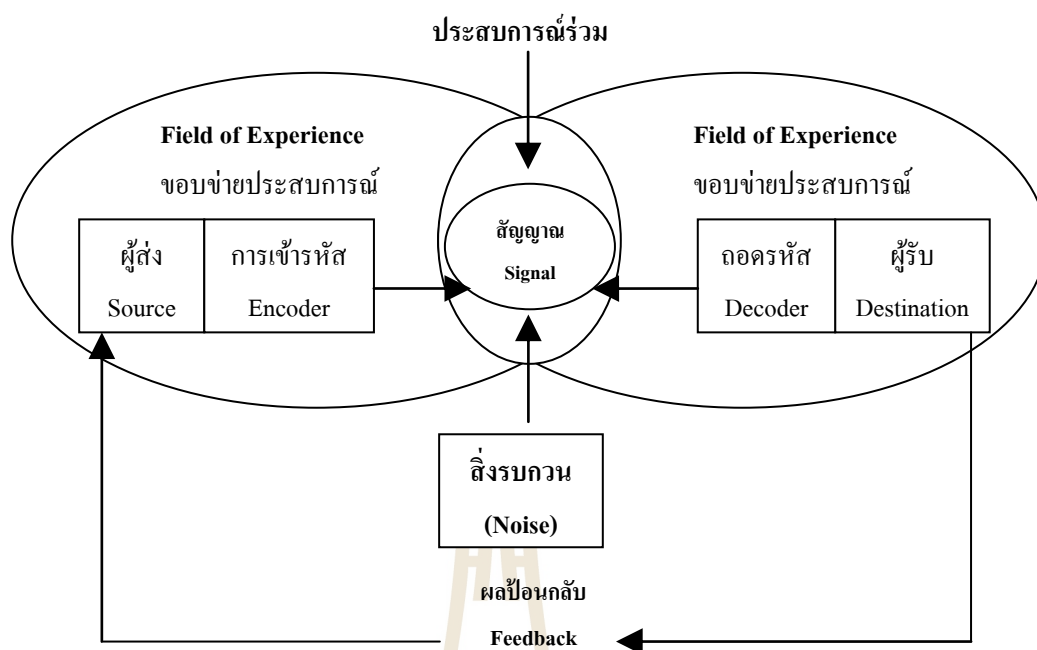 ประสบการณ์ร่วม
Field of Experience
ขอบข่ายประสบการณ์
ผู้ส่ง
Source
การเข้ารหัส
Encoder
สัญญาณ
Signal
Field of Experience
ขอบข่ายประสบการณ์
ถอดรหัส
Decoder
ผู้รับ
Destination
สิ่งรบกวน
(Noise)
ผลป้อนกลับ
Feedback